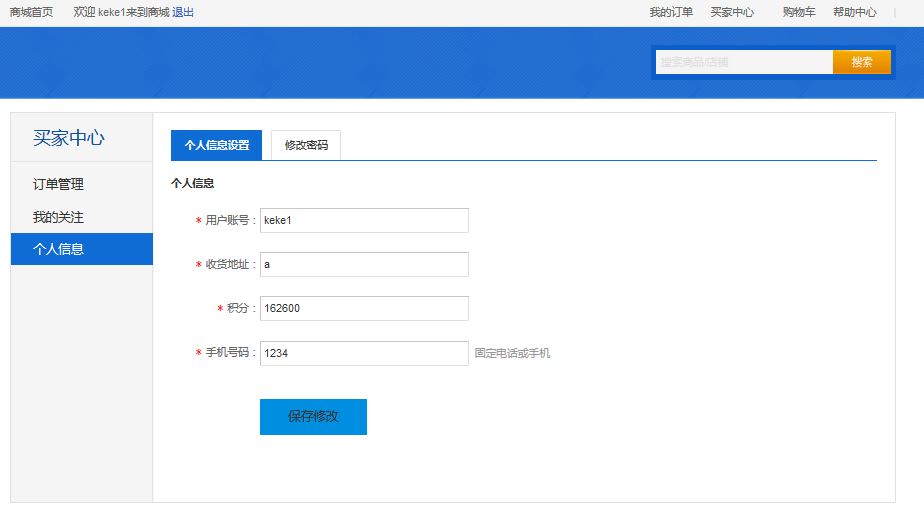 商城首页 欢迎 keke1来到商城 退出 我的订单 买家中心 购物车 帮助中心 |
搜索商品/店铺 搜索
买家中心
个人信息设置 修改密码
订单管理
我的关注
个人信息
个人信息
* 用户账号： keke1
* 收货地址： a
* 积分： 162600
* 手机号码： 1234 固定电话或手机
保存修改